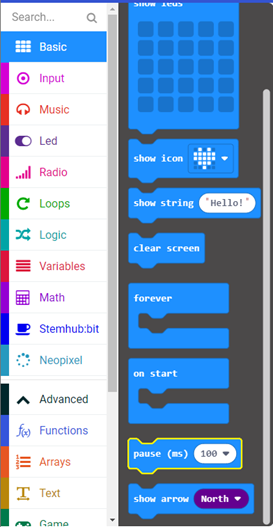 Search...
Basic
Input
Music
Led
Radio
Loops
Logic
Variables
Math
Stemhub:bit
Neopixel
Advanced
Functions
Arrays
Text
Game
show leds
show icon
show string "Hello!"
clear screen
forever
on start
pause (ms) 100
show arrow North